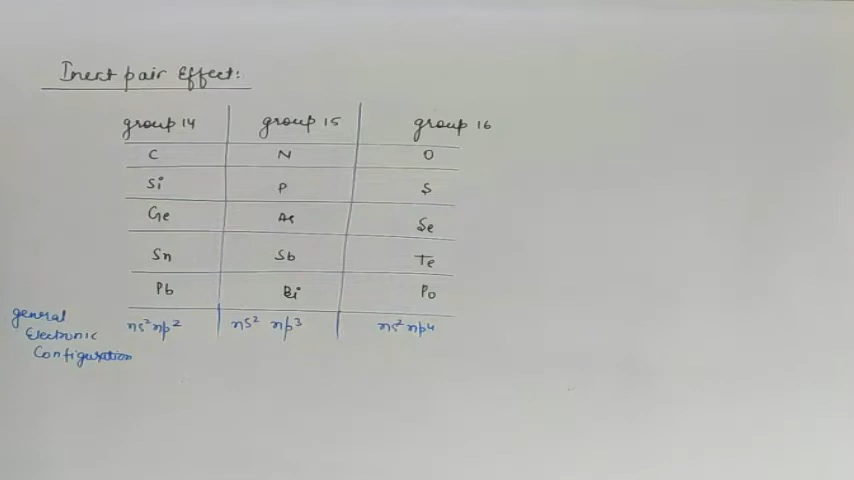 Inert pair Effect:
group 14 group 15 group 16
C N O
Si P S
Ge As Se
Sn Sb Te
Pb Bi Po
general
Electronic
Configuration
ns² np² ns² np³ ns² np⁴